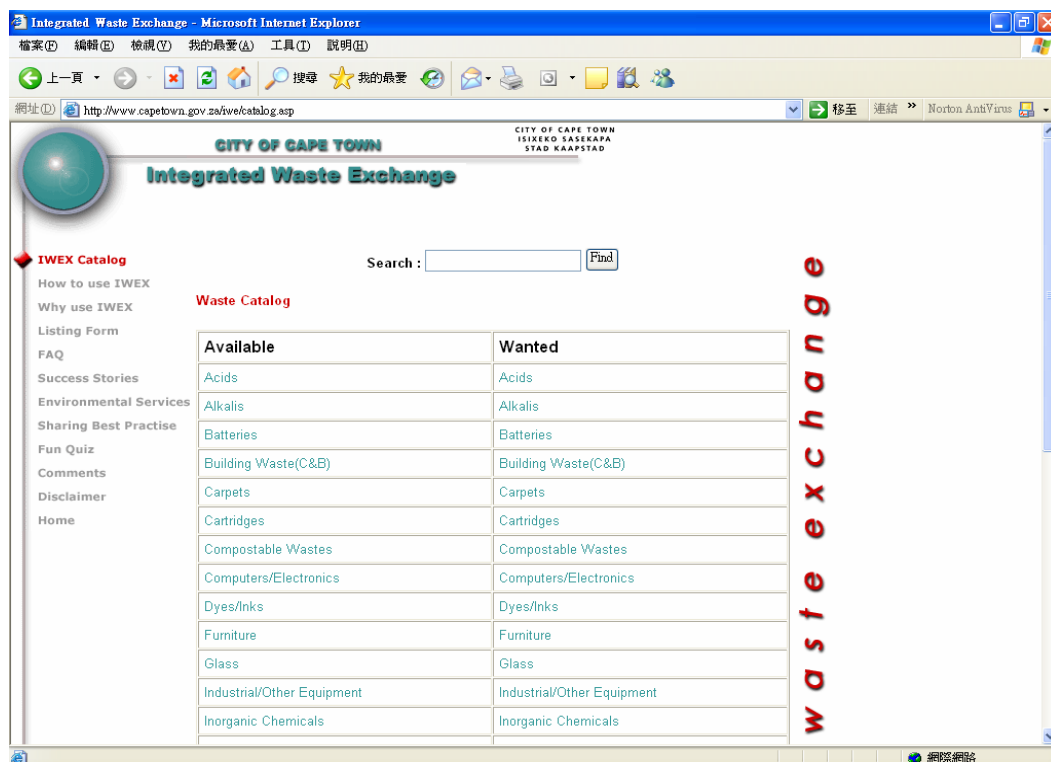 Integrated Waste Exchange - Microsoft Internet Explorer
檔案(F) 編輯(E) 檢視(V) 我的最愛(A) 工具(T) 說明(H)
上一頁 搜尋 我的最愛
網址(D) http://www.capetown.gov.za/iwe/catalog.asp 移至 連結 » Norton AntiVirus
CITY OF CAPE TOWN
CITY OF CAPE TOWN
ISIXEKO SASEKAPA
STAD KAAPSTAD
Integrated Waste Exchange
IWEX Catalog
How to use IWEX
Why use IWEX
Listing Form
FAQ
Success Stories
Environmental Services
Sharing Best Practise
Fun Quiz
Comments
Disclaimer
Home
Search : Find
Waste Catalog
Available Wanted
Acids Acids
Alkalis Alkalis
Batteries Batteries
Building Waste(C&B) Building Waste(C&B)
Carpets Carpets
Cartridges Cartridges
Compostable Wastes Compostable Wastes
Computers/Electronics Computers/Electronics
Dyes/Inks Dyes/Inks
Furniture Furniture
Glass Glass
Industrial/Other Equipment Industrial/Other Equipment
Inorganic Chemicals Inorganic Chemicals
waste exchange
網際網路